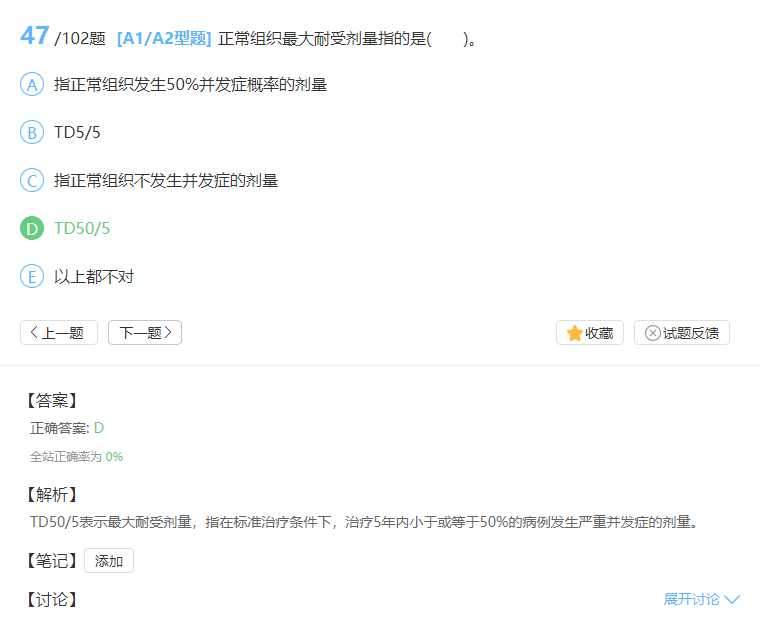 47 /102题 [A1/A2型题] 正常组织最大耐受剂量指的是(　　)。
A 指正常组织发生50%并发症概率的剂量
B TD5/5
C 指正常组织不发生并发症的剂量
D TD50/5
E 以上都不对
上一题 下一题 收藏 试题反馈
【答案】
正确答案: D
全站正确率为 0%
【解析】
TD50/5表示最大耐受剂量，指在标准治疗条件下，治疗5年内小于或等于50%的病例发生严重并发症的剂量。
【笔记】 添加
【讨论】 展开讨论